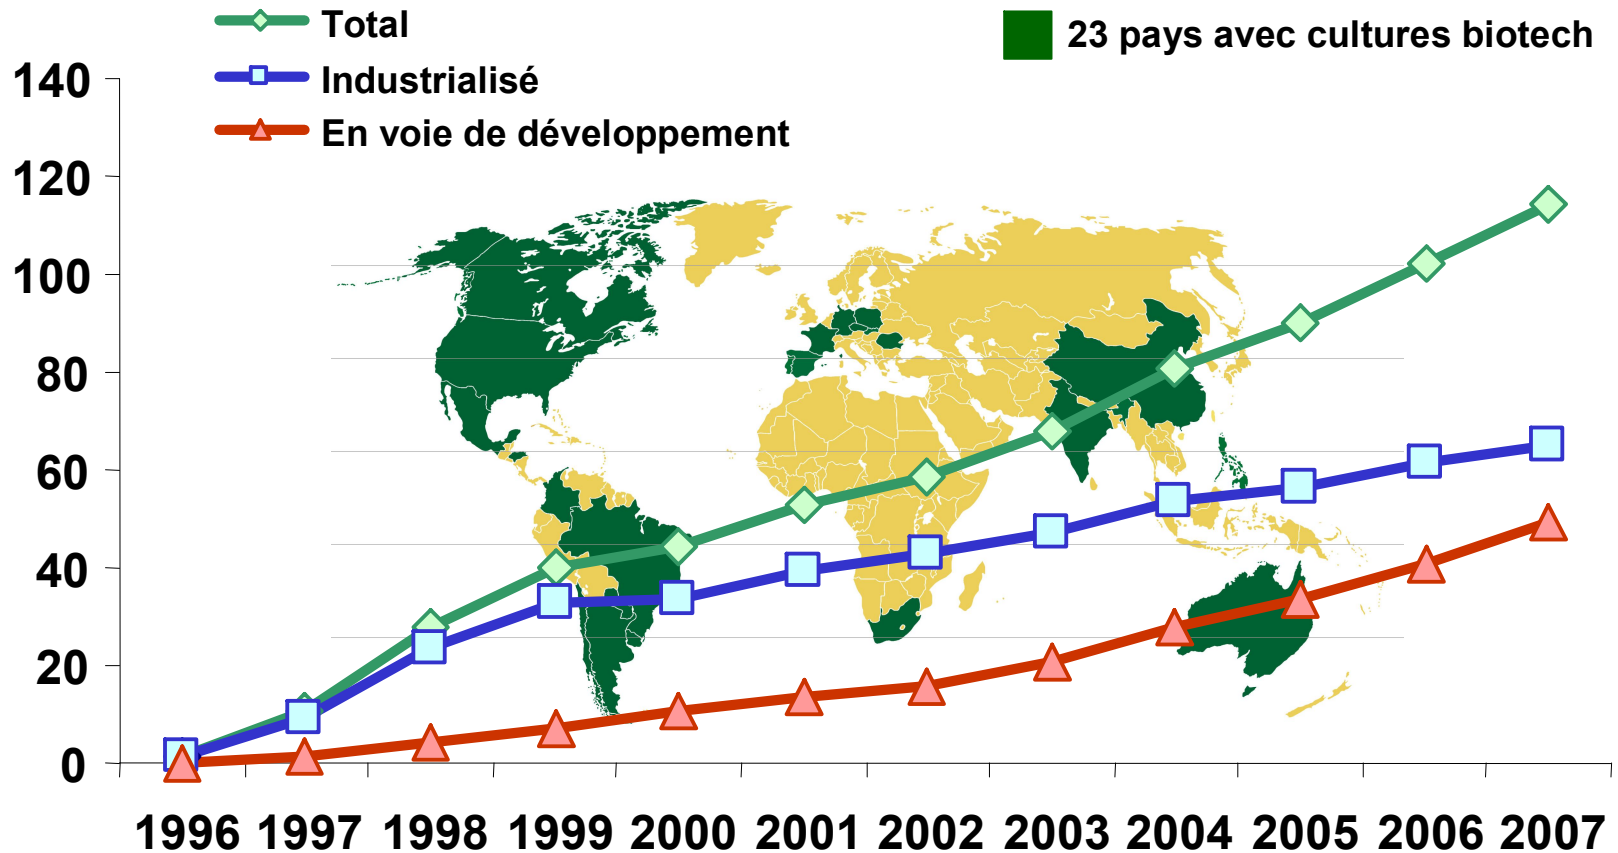 Total
Industrialisé
En voie de développement
23 pays avec cultures biotech
140
120
100
80
60
40
20
0
1996 1997 1998 1999 2000 2001 2002 2003 2004 2005 2006 2007